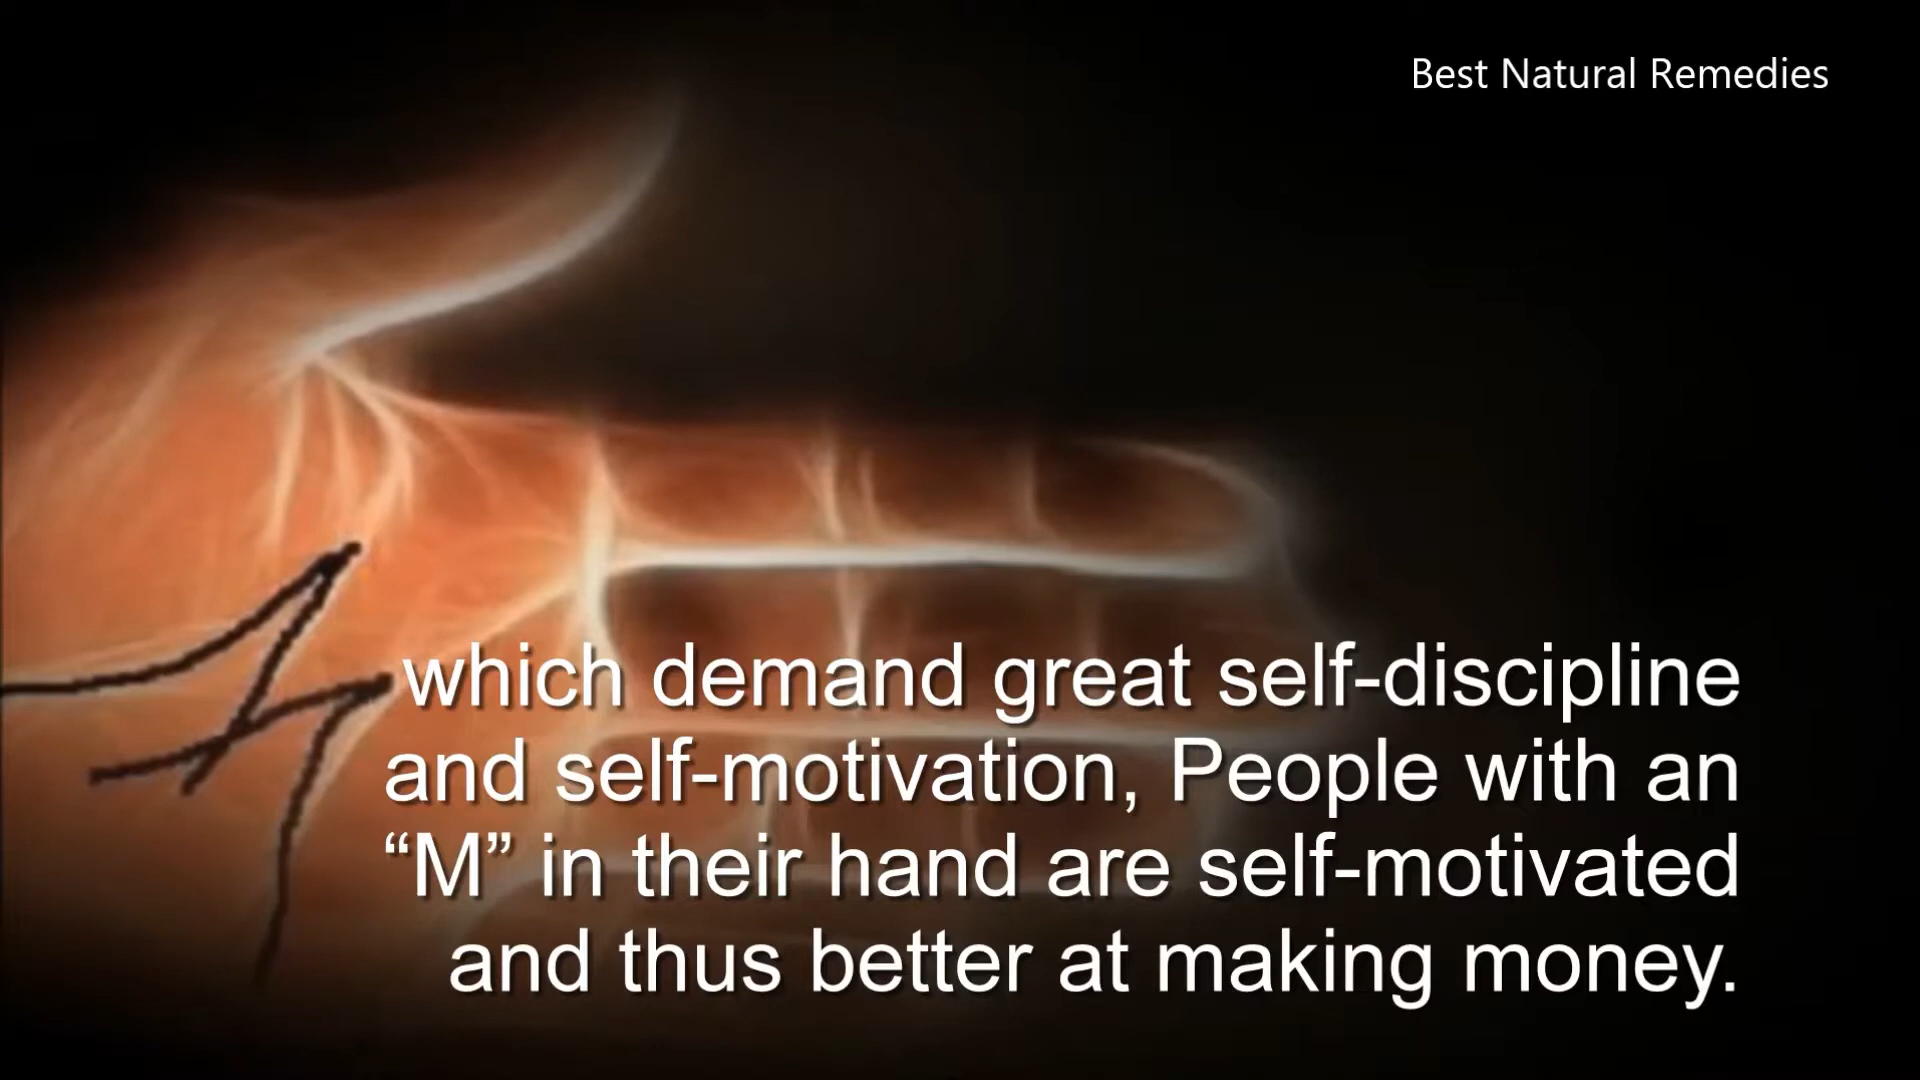 Best Natural Remedies
which demand great self-discipline
and self-motivation, People with an
“M” in their hand are self-motivated
and thus better at making money.